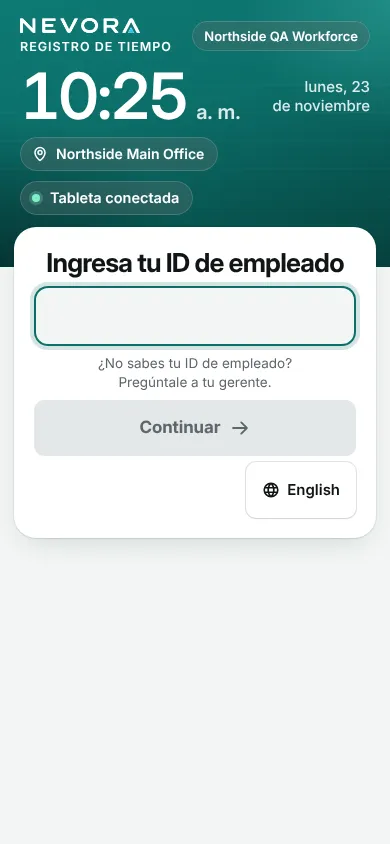 NEVORA
REGISTRO DE TIEMPO
Northside QA Workforce
10:25 a. m.
lunes, 23
de noviembre
Northside Main Office
Tableta conectada
Ingresa tu ID de empleado
¿No sabes tu ID de empleado?
Pregúntale a tu gerente.
Continuar →
English